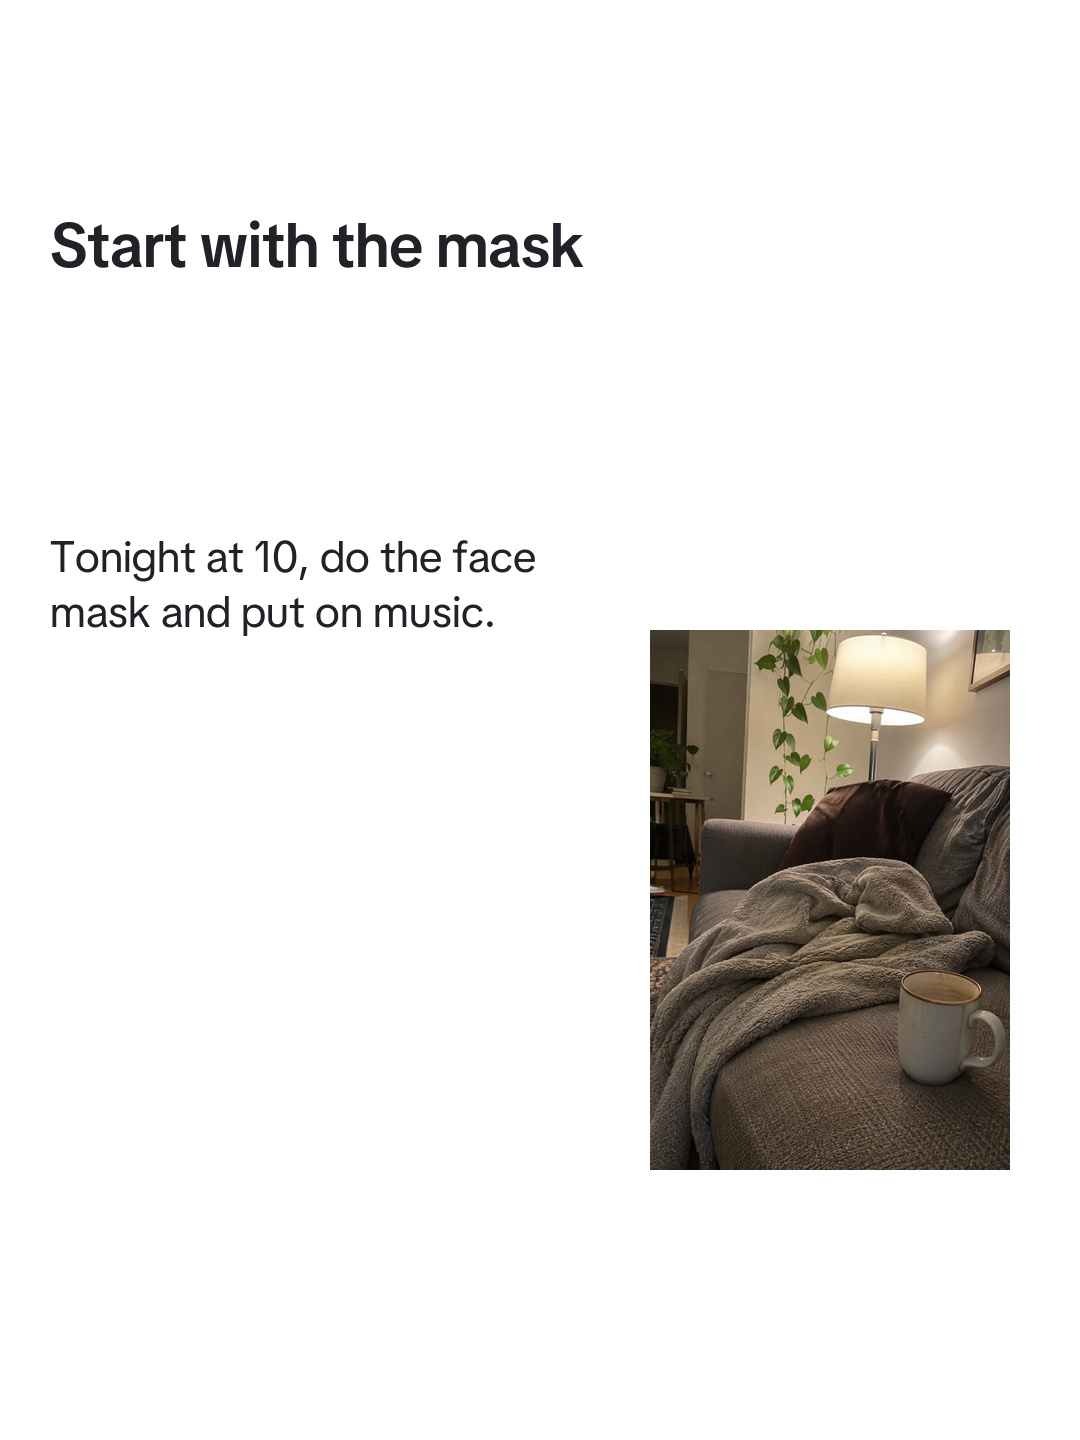 Start with the mask
Tonight at 10, do the face
mask and put on music.